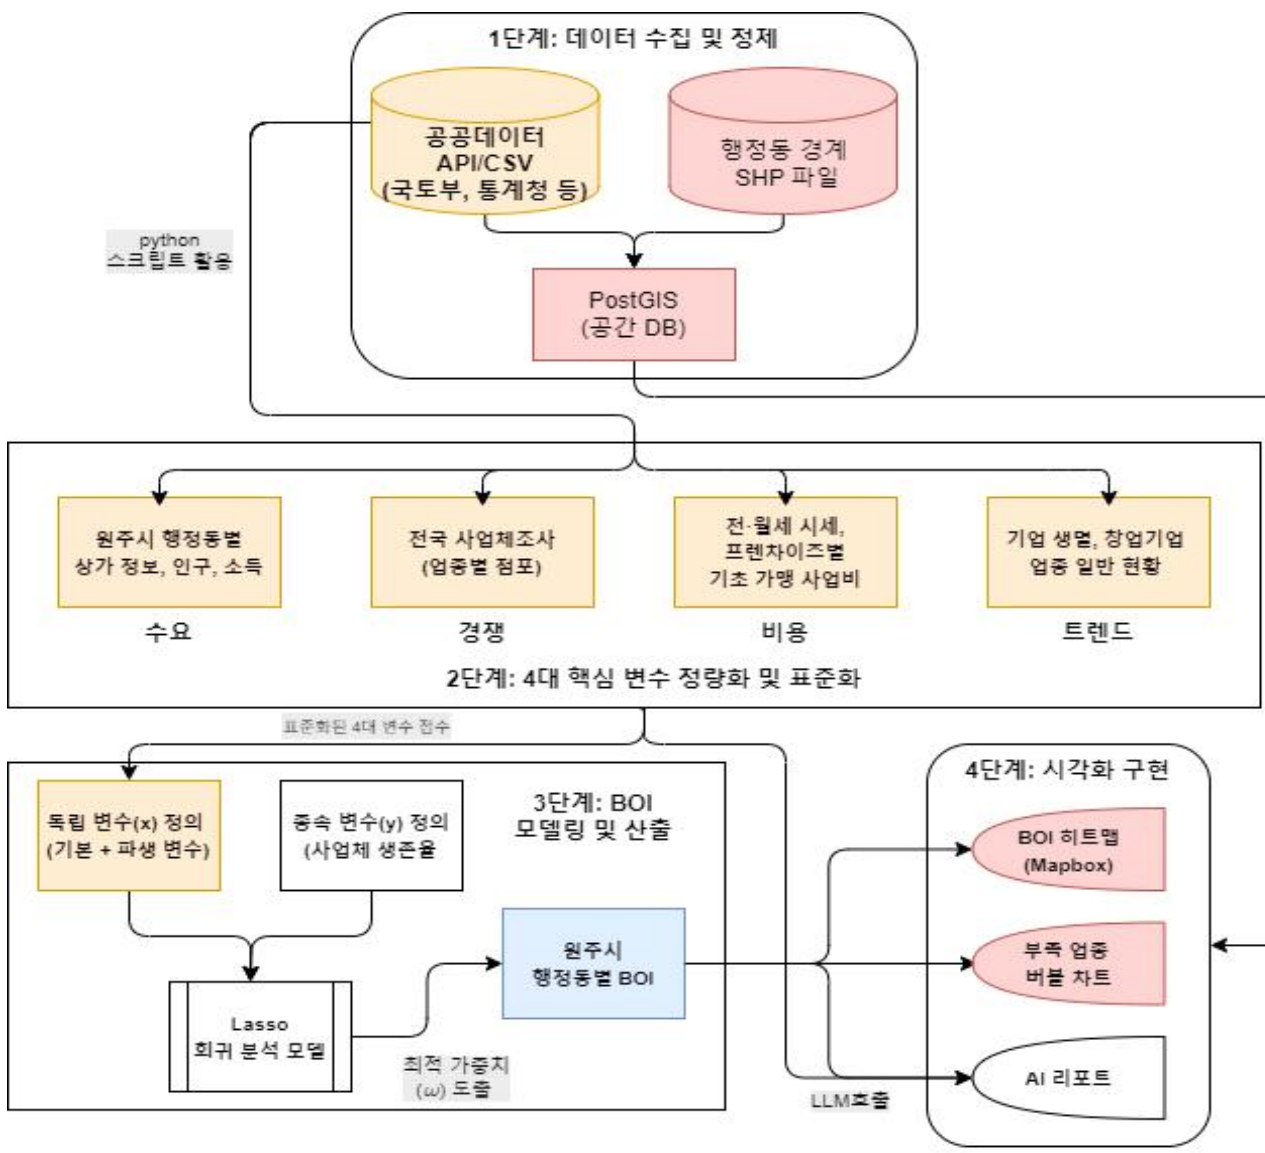 1단계: 데이터 수집 및 정제
공공데이터
API/CSV
(국토부, 통계청 등)
행정동 경계
SHP 파일
python
스크립트 활용
PostGIS
(공간 DB)
원주시 행정동별
상가 정보, 인구, 소득
수요
전국 사업체조사
(업종별 점포)
경쟁
전·월세 시세,
프렌차이즈별
기초 가맹 사업비
비용
기업 생멸, 창업기업
업종 일반 현황
트렌드
2단계: 4대 핵심 변수 정량화 및 표준화
표준화된 4대 변수 점수
독립 변수(x) 정의
(기본 + 파생 변수)
종속 변수(y) 정의
(사업체 생존율
3단계: BOI
모델링 및 산출
원주시
행정동별 BOI
Lasso
회귀 분석 모델
최적 가중치
(ω) 도출
4단계: 시각화 구현
BOI 히트맵
(Mapbox)
부족 업종
버블 차트
AI 리포트
LLM호출